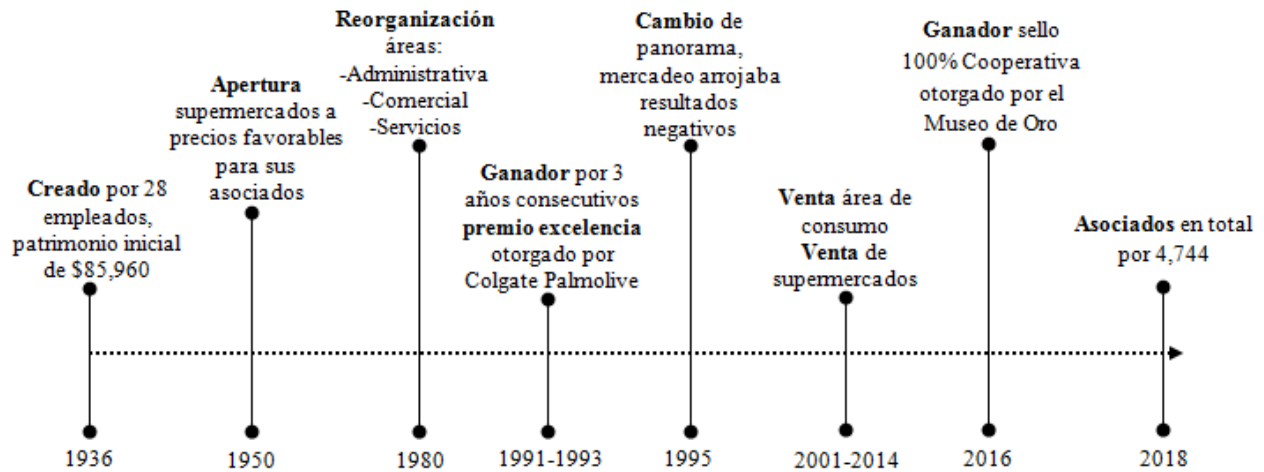 Creado por 28
empleados,
patrimonio inicial
de $85,960
Apertura
supermercados a
precios favorables
para sus
asociados
Reorganización
áreas:
-Administrativa
-Comercial
-Servicios
Ganador por 3
años consecutivos
premio excelencia
otorgado por
Colgate Palmolive
Cambio de
panorama,
mercadeo arrojaba
resultados
negativos
Venta área de
consumo
Venta de
supermercados
Ganador sello
100% Cooperativa
otorgado por el
Museo de Oro
Asociados en total
por 4,744
1936
1950
1980
1991-1993
1995
2001-2014
2016
2018